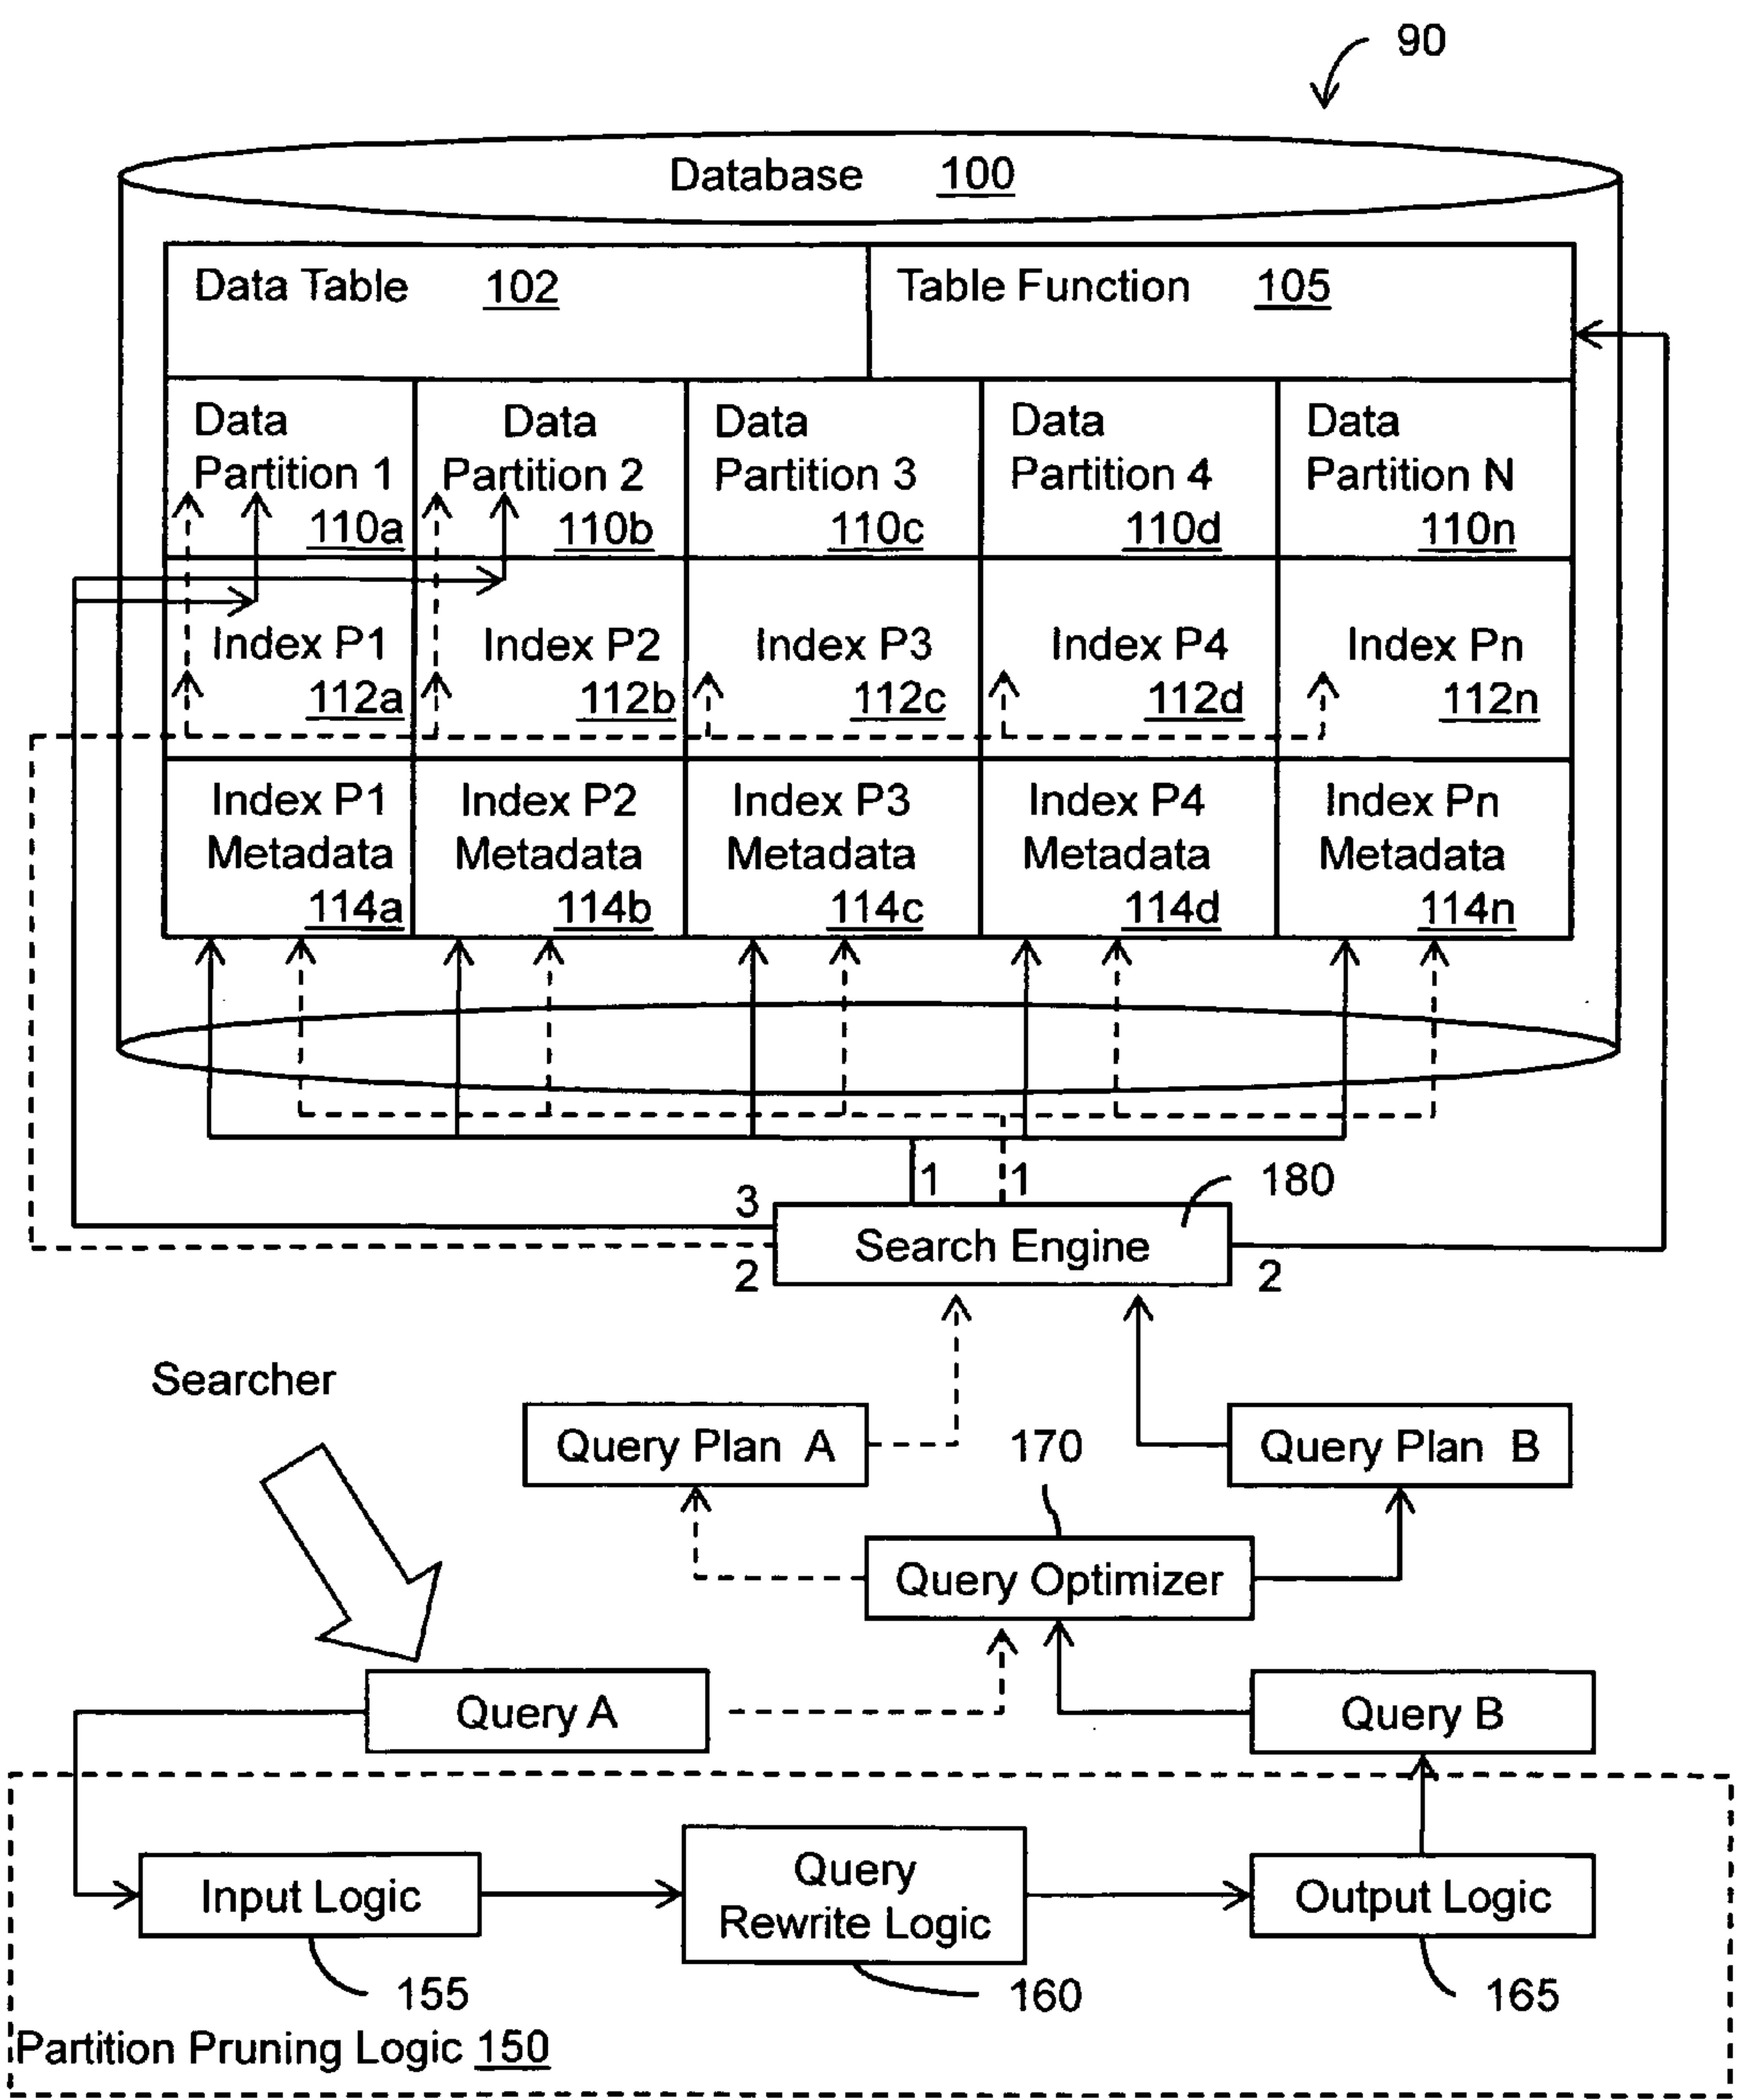 90
Database 100
Data Table 102
Table Function 105
Data
Partition 1
110a
Data
Partition 2
110b
Data
Partition 3
110c
Data
Partition 4
110d
Data
Partition N
110n
Index P1
112a
Index P2
112b
Index P3
112c
Index P4
112d
Index Pn
112n
Index P1
Metadata
114a
Index P2
Metadata
114b
Index P3
Metadata
114c
Index P4
Metadata
114d
Index Pn
Metadata
114n
1
1
180
3
Search Engine
2
2
Searcher
Query Plan A
170
Query Plan B
Query Optimizer
Query A
Query B
Input Logic
Query
Rewrite Logic
Output Logic
155
160
165
Partition Pruning Logic 150